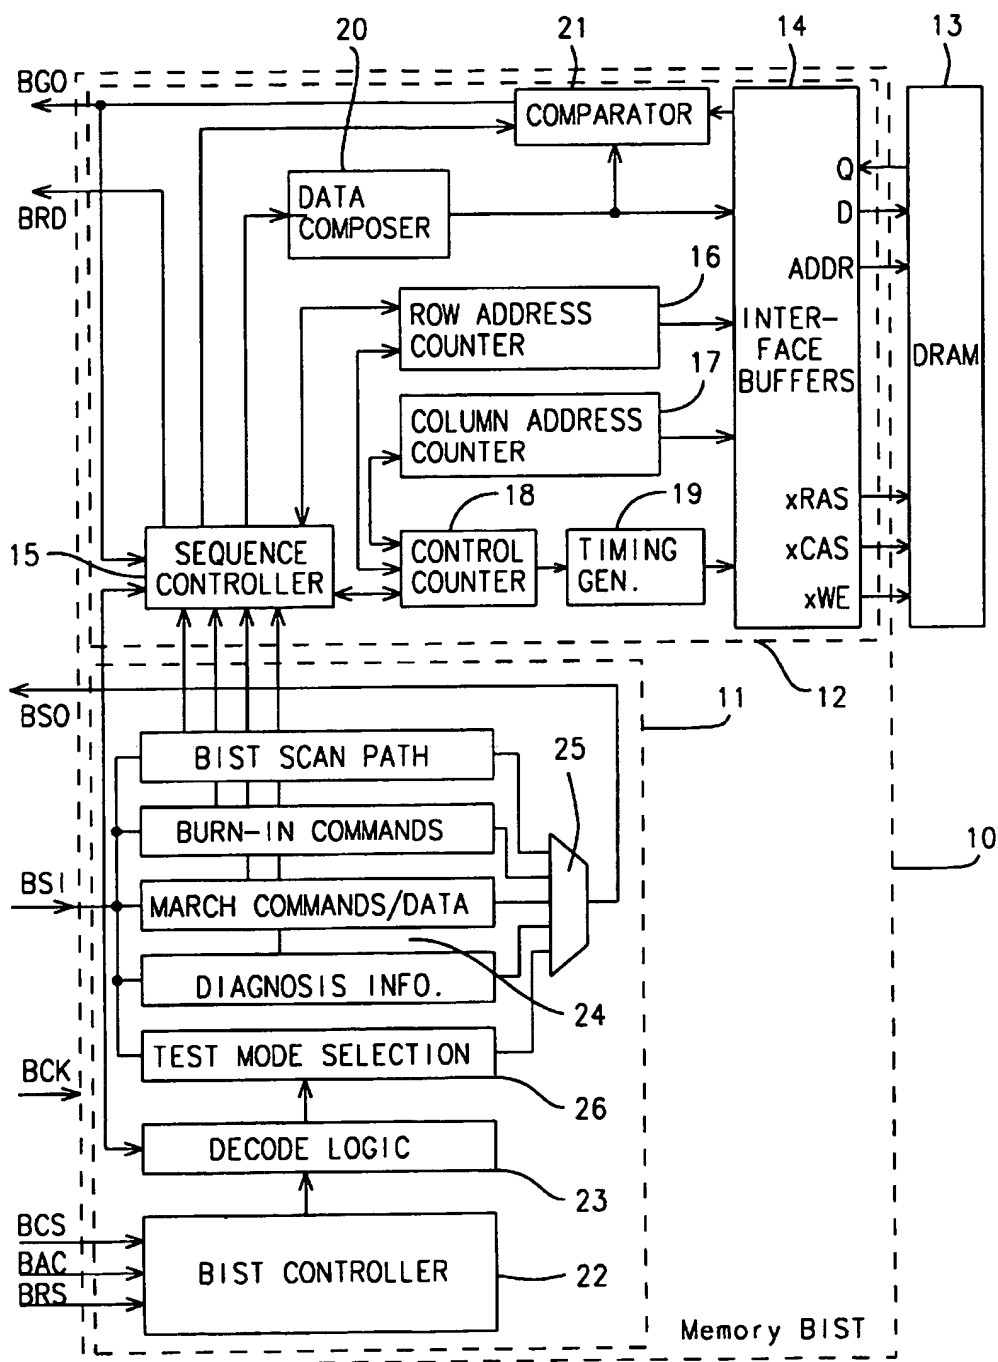 20
21
14
13
BGO
COMPARATOR
DATA
COMPOSER
Q
D
BRD
ADDR
16
ROW ADDRESS
COUNTER
INTER-
FACE
BUFFERS
DRAM
17
COLUMN ADDRESS
COUNTER
18
19
xRAS
15
SEQUENCE
CONTROLLER
CONTROL
COUNTER
TIMING
GEN.
xCAS
xWE
12
11
BSO
BIST SCAN PATH
25
BURN-IN COMMANDS
10
BSI
MARCH COMMANDS/DATA
DIAGNOSIS INFO.
24
TEST MODE SELECTION
BCK
26
DECODE LOGIC
23
BCS
BAC
BRS
BIST CONTROLLER
22
Memory BIST